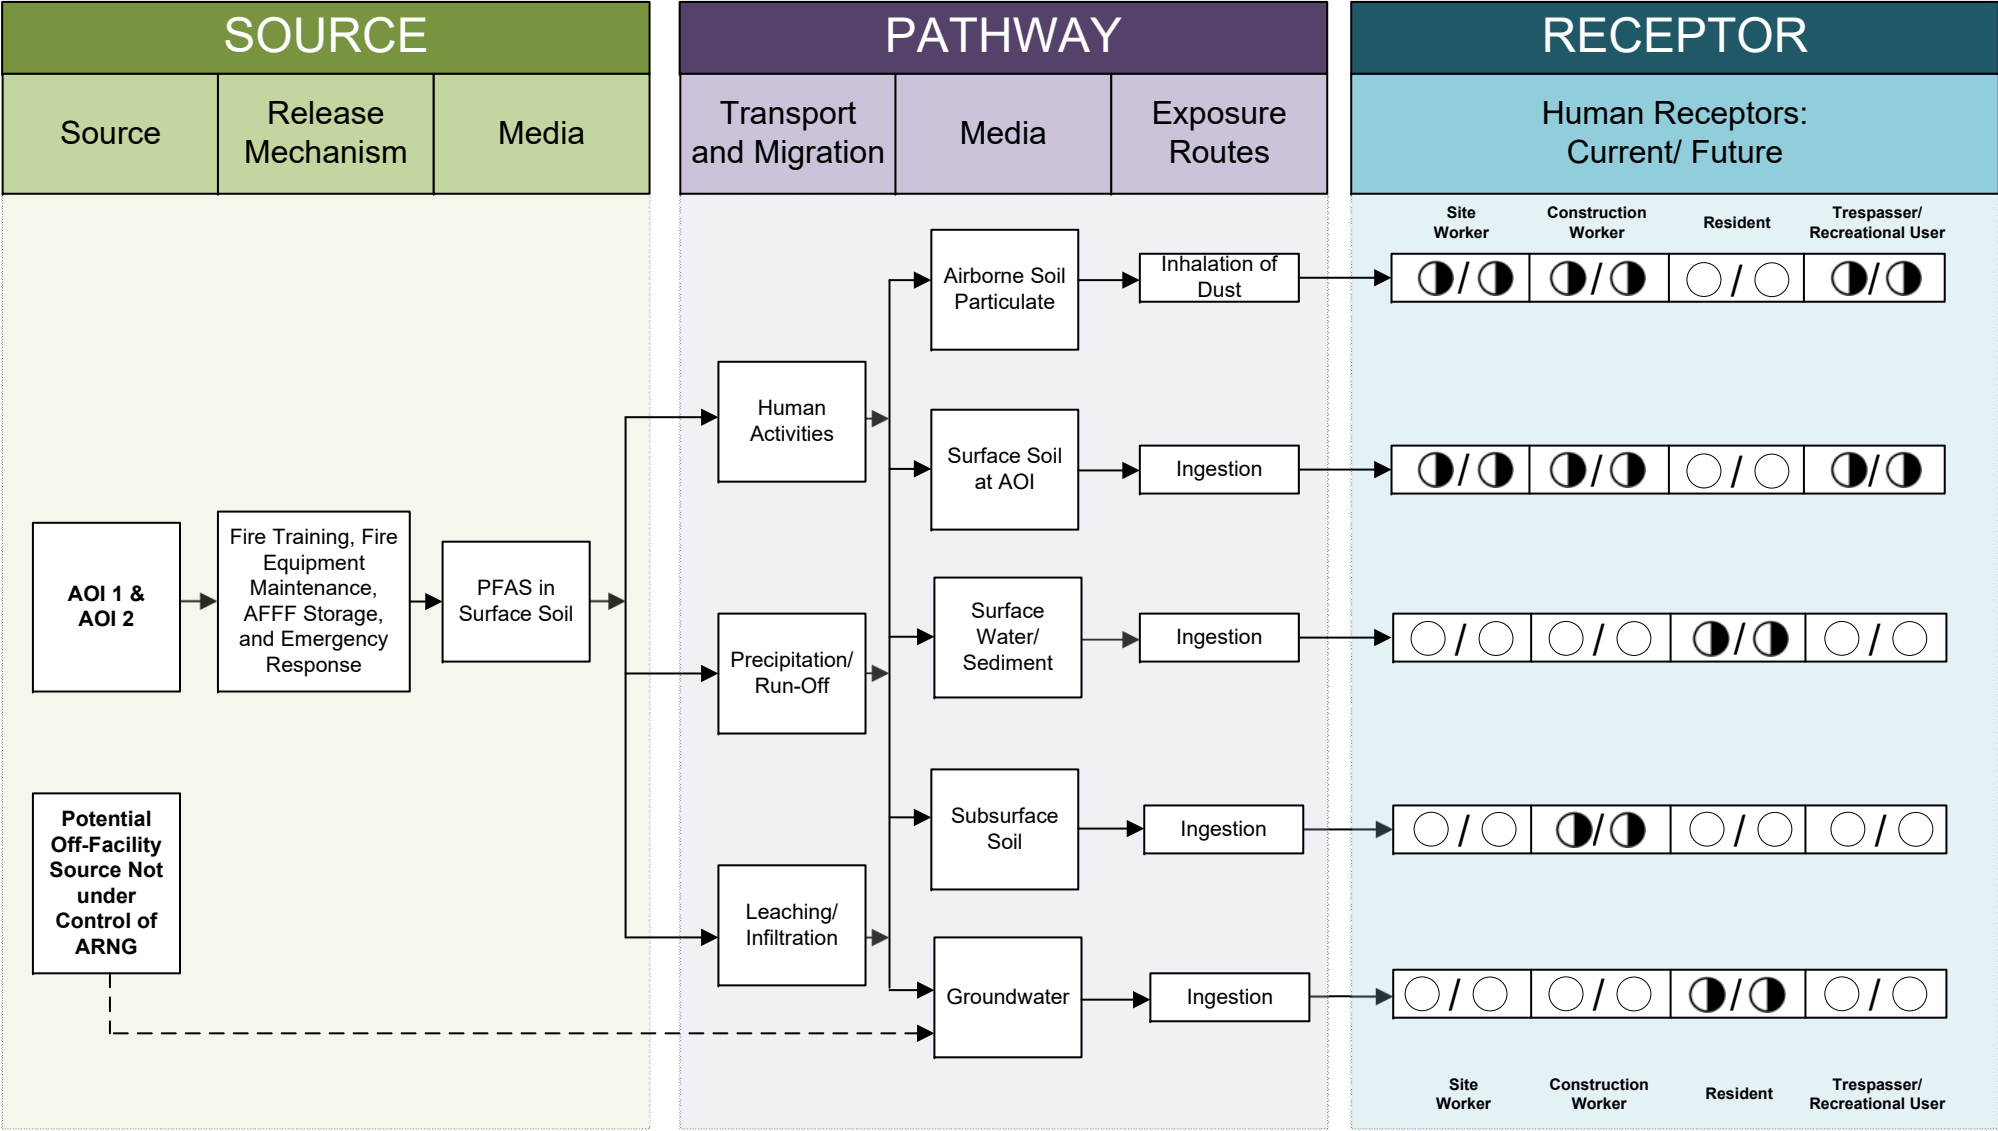 SOURCE
PATHWAY
RECEPTOR
Source
Release
Mechanism
Media
Transport
and Migration
Media
Exposure
Routes
Human Receptors:
Current/ Future
Site
Worker
Construction
Worker
Resident
Trespasser/
Recreational User
Airborne Soil
Particulate
Inhalation of
Dust
/
/
/
/
Human
Activities
Surface Soil
at AOI
Ingestion
/
/
/
/
AOI 1 &
AOI 2
Fire Training, Fire
Equipment
Maintenance,
AFFF Storage,
and Emergency
Response
PFAS in
Surface Soil
Precipitation/
Run-Off
Surface
Water/
Sediment
Ingestion
/
/
/
/
Potential
Off-Facility
Source Not
under
Control of
ARNG
Subsurface
Soil
Ingestion
/
/
/
/
Leaching/
Infiltration
Groundwater
Ingestion
/
/
/
/
Site
Worker
Construction
Worker
Resident
Trespasser/
Recreational User